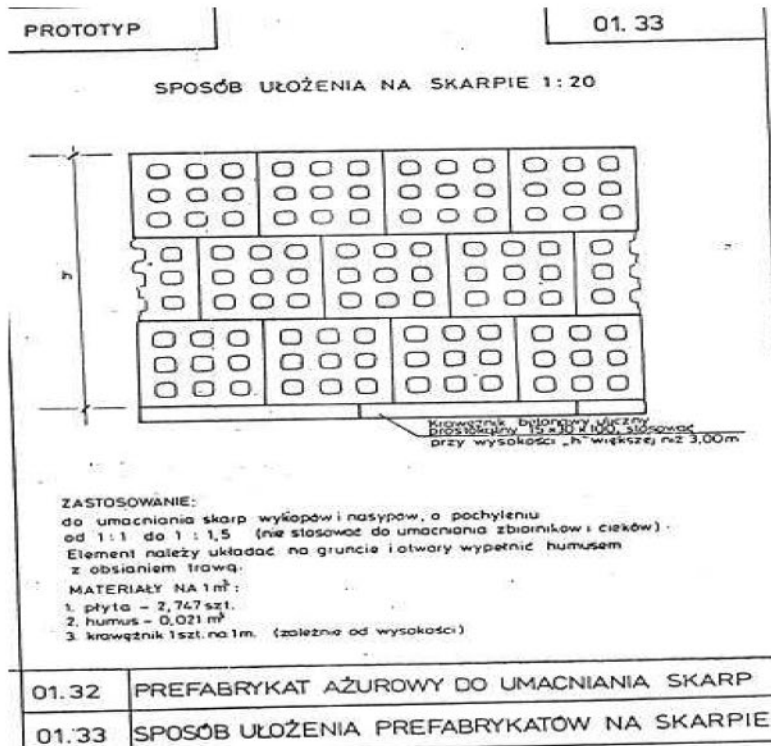 PROTOTYP
01.33
SPOSÓB UŁOŻENIA NA SKARPIE 1:20
h
Krawężnik betonowy uliczny
prostokątny 15 x 30 x 100, stosować
przy wysokości „h" większej niż 3,00m
ZASTOSOWANIE:
do umacniania skarp wykopów i nasypów, o pochyleniu
od 1:1 do 1:1,5 (nie stosować do umacniania zbiorników i cieków).
Element należy układać na gruncie i otwory wypełnić humusem
z obsianiem trawą.
MATERIAŁY NA 1m²:
1. płyta - 2,747 szt.
2. humus - 0,021 m³
3. krawężnik 1szt. na 1m. (zależnie od wysokości)
01.32 PREFABRYKAT AŻUROWY DO UMACNIANIA SKARP
01.33 SPOSÓB UŁOŻENIA PREFABRYKATÓW NA SKARPIE